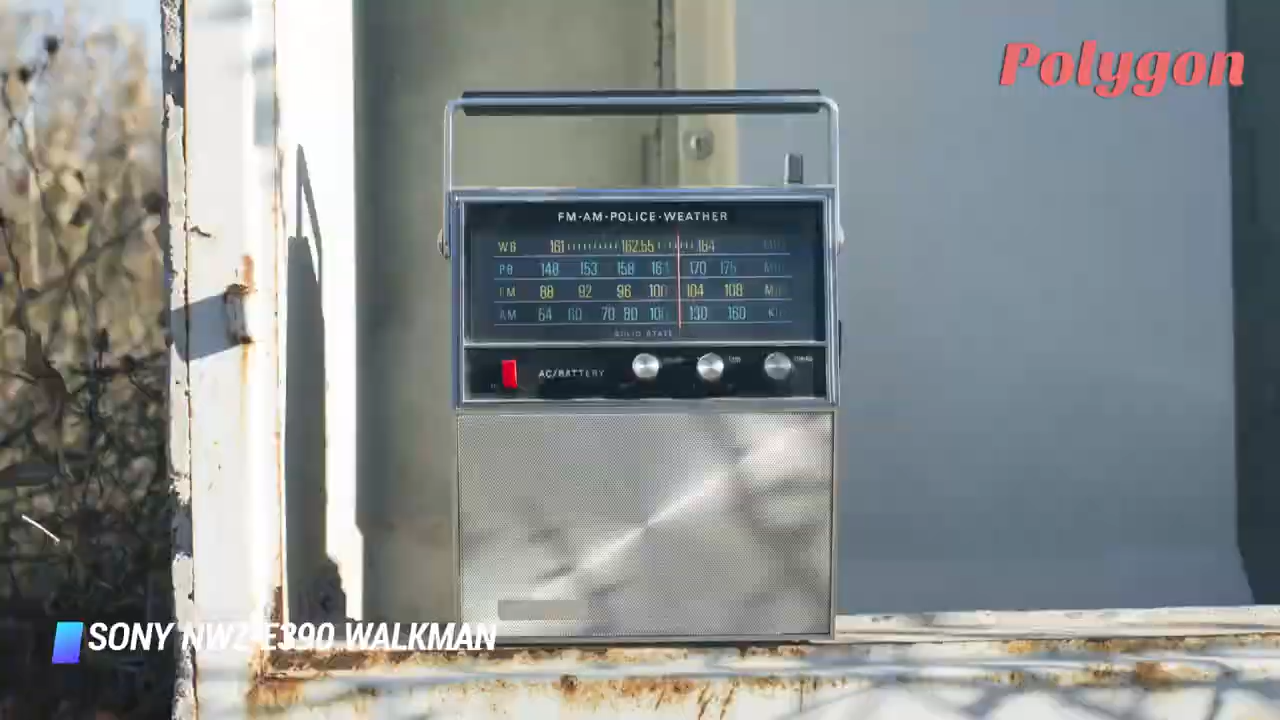 Polygon
FM-AM-POLICE-WEATHER
WB 161 162.55 164
PB 148 153 158 161 170 175
FM 88 92 96 100 104 108
AM 54 60 70 80 100 130 160
SOLID STATE
AC/BATTERY
SONY NWZ-E390 WALKMAN